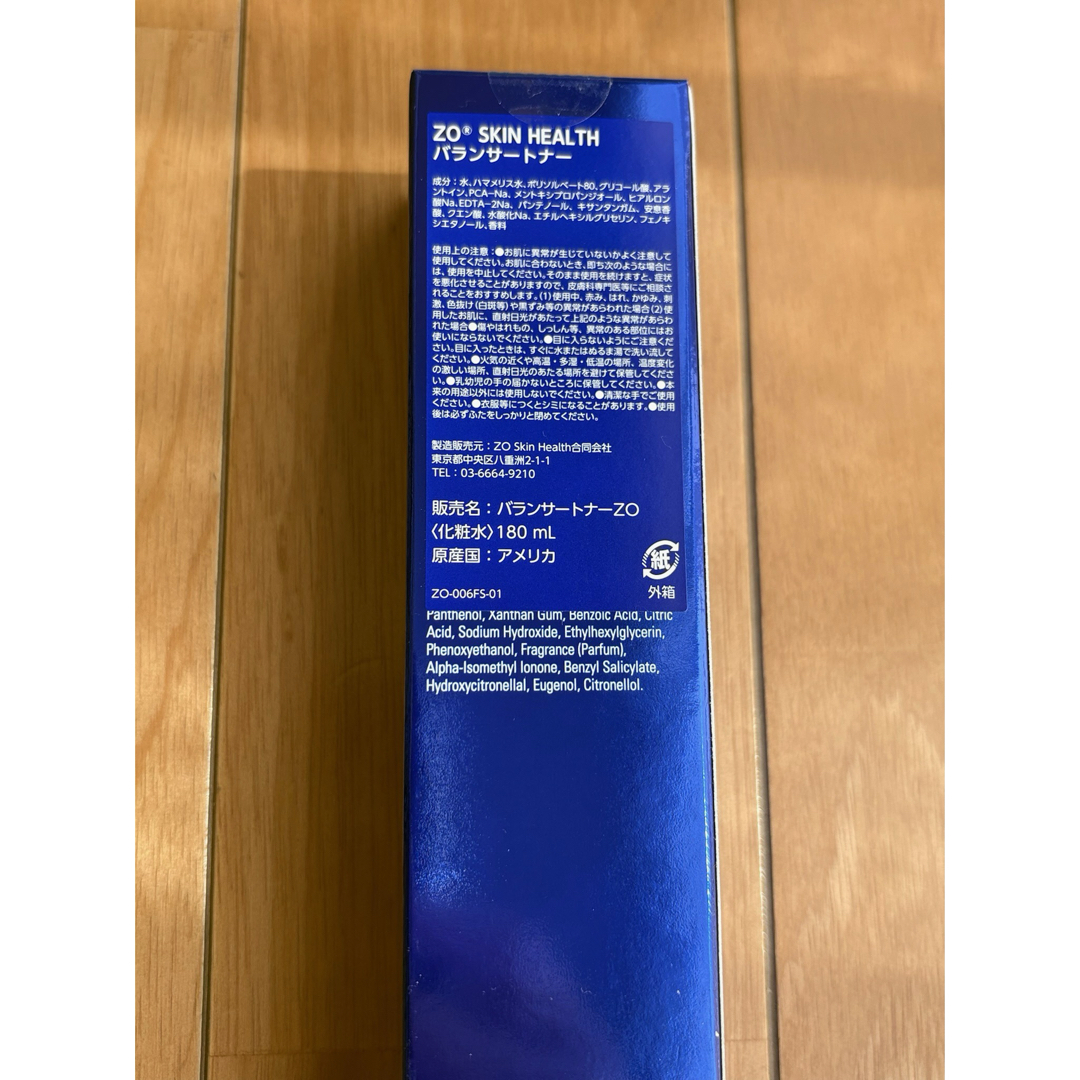 ZO® SKIN HEALTH
バランサートナー
成分：水、ハマメリス水、ポリソルベート80、グリコール酸、アラ
ントイン、PCA-Na、メントキシプロパンジオール、ヒアルロン
酸Na、EDTA-2Na、パンテノール、キサンタンガム、安息香
酸、クエン酸、水酸化Na、エチルヘキシルグリセリン、フェノキ
シエタノール、香料
使用上の注意：●お肌に異常が生じていないかよく注意して
使用してください。お肌に合わないとき、即ち次のような場合に
は、使用を中止してください。そのまま使用を続けますと、症状
を悪化させることがありますので、皮膚科専門医等にご相談さ
れることをおすすめします。(1)使用中、赤み、はれ、かゆみ、刺
激、色抜け(白斑等)や黒ずみ等の異常があらわれた場合(2)使
用したお肌に、直射日光があたって上記のような異常があらわ
れた場合●傷やはれもの、しっしん等、異常のある部位にはお
使いにならないでください。●目に入らないようにご注意くださ
い。目に入ったときは、すぐに水またはぬるま湯で洗い流して
ください。●火気の近くや高温・多湿・低温の場所、温度変化
の激しい場所、直射日光のあたる場所を避けて保管してくださ
い。●乳幼児の手の届かないところに保管してください。●本
来の用途以外には使用しないでください。●清潔な手でご使用
ください。●衣服等につくとシミになることがあります。●使用
後は必ずふたをしっかりと閉めてください。
製造販売元：ZO Skin Health合同会社
東京都中央区八重洲2-1-1
TEL：03-6664-9210
販売名：バランサートナーZO
〈化粧水〉180 mL
原産国：アメリカ
紙
外箱
ZO-006FS-01
Panthenol, Xanthan Gum, Benzoic Acid, Citric
Acid, Sodium Hydroxide, Ethylhexylglycerin,
Phenoxyethanol, Fragrance (Parfum),
Alpha-Isomethyl Ionone, Benzyl Salicylate,
Hydroxycitronellal, Eugenol, Citronellol.